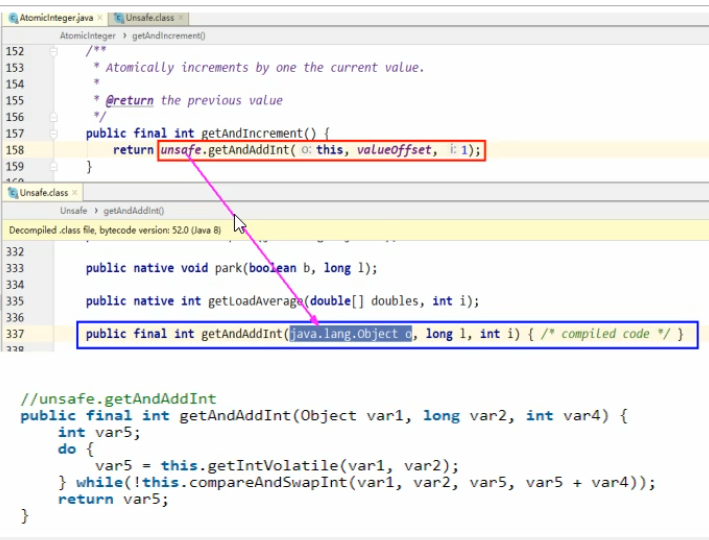 AtomicInteger.java × Unsafe.class ×
AtomicInteger › getAndIncrement()
152 /**
153 * Atomically increments by one the current value.
154 *
155 * @return the previous value
156 */
157 public final int getAndIncrement() {
158 return unsafe.getAndAddInt( o: this, valueOffset, i: 1);
159 }
Unsafe.class ×
Unsafe › getAndAddInt()
Decompiled .class file, bytecode version: 52.0 (Java 8)
332
333 public native void park(boolean b, long l);
334
335 public native int getLoadAverage(double[] doubles, int i);
336
337 public final int getAndAddInt(java.lang.Object o, long l, int i) { /* compiled code */ }
338
//unsafe.getAndAddInt
public final int getAndAddInt(Object var1, long var2, int var4) {
int var5;
do {
var5 = this.getIntVolatile(var1, var2);
} while(!this.compareAndSwapInt(var1, var2, var5, var5 + var4));
return var5;
}